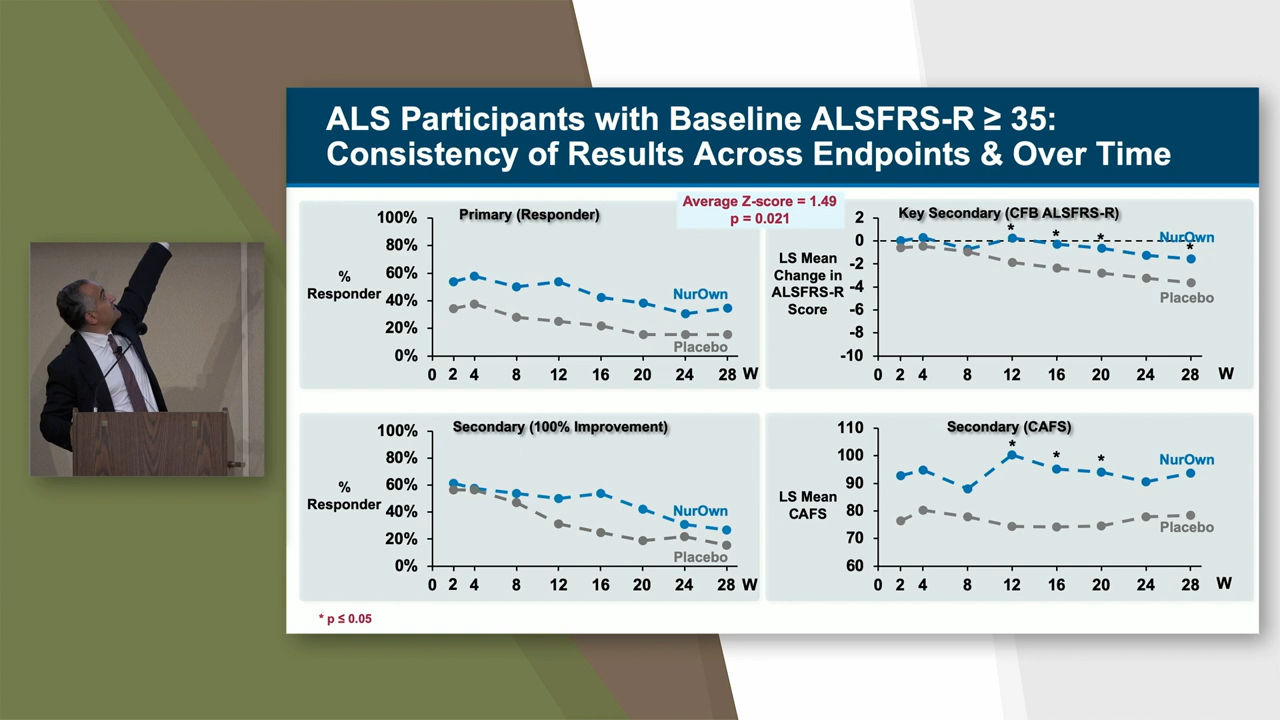 ALS Participants with Baseline ALSFRS-R ≥ 35:
Consistency of Results Across Endpoints & Over Time
Average Z-score = 1.49
p = 0.021
Primary (Responder)
%
Responder
100%
80%
60%
40%
20%
0%
NurOwn
Placebo
0 2 4 8 12 16 20 24 28 W
Key Secondary (CFB ALSFRS-R)
LS Mean
Change in
ALSFRS-R
Score
2
0
-2
-4
-6
-8
-10
* * * *
NurOwn
Placebo
0 2 4 8 12 16 20 24 28 W
Secondary (100% Improvement)
%
Responder
100%
80%
60%
40%
20%
0%
NurOwn
Placebo
0 2 4 8 12 16 20 24 28 W
Secondary (CAFS)
LS Mean
CAFS
110
100
90
80
70
60
* * *
NurOwn
Placebo
0 2 4 8 12 16 20 24 28 W
* p ≤ 0.05